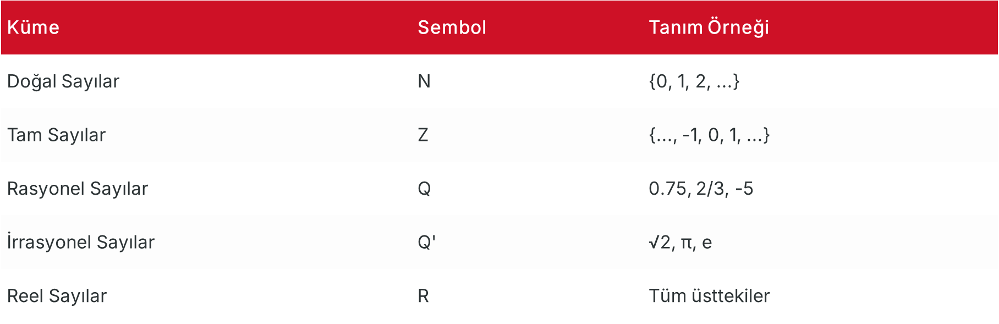 Küme Sembol Tanım Örneği
Doğal Sayılar N {0, 1, 2, ...}
Tam Sayılar Z {..., -1, 0, 1, ...}
Rasyonel Sayılar Q 0.75, 2/3, -5
İrrasyonel Sayılar Q' √2, π, e
Reel Sayılar R Tüm üsttekiler